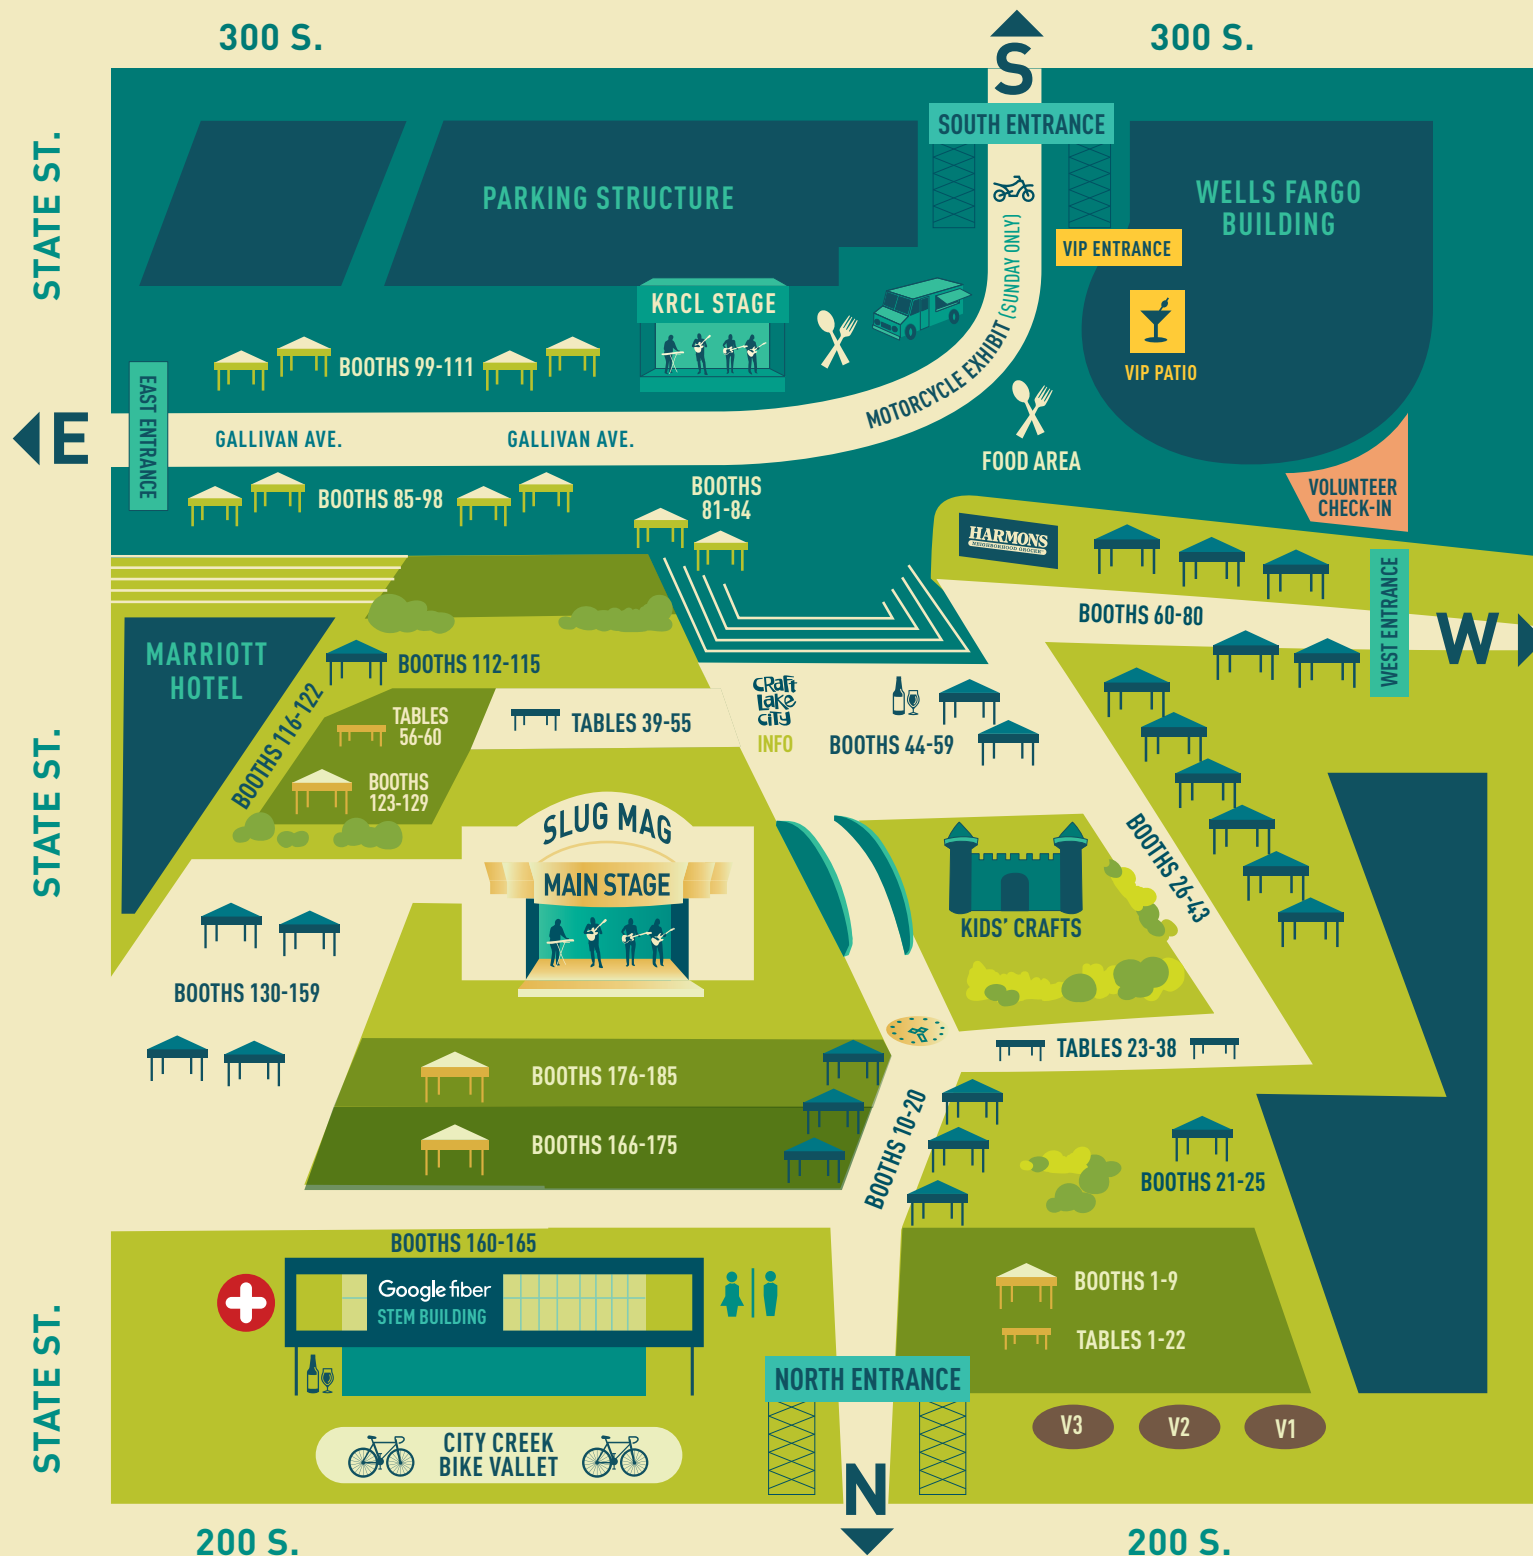 300 S.
300 S.
S
SOUTH ENTRANCE
STATE ST.
PARKING STRUCTURE
WELLS FARGO
BUILDING
VIP ENTRANCE
(SUNDAY ONLY)
MOTORCYCLE EXHIBIT
KRCL STAGE
VIP PATIO
BOOTHS 99-111
EAST ENTRANCE
E
GALLIVAN AVE.
GALLIVAN AVE.
FOOD AREA
BOOTHS 85-98
BOOTHS
81-84
VOLUNTEER
CHECK-IN
HARMONS
NEIGHBORHOOD GROCER
BOOTHS 60-80
WEST ENTRANCE
W
MARRIOTT
HOTEL
BOOTHS 112-115
BOOTHS 116-122
TABLES
56-60
TABLES 39-55
CRAFT
LAKE
CITY
INFO
BOOTHS 44-59
BOOTHS
123-129
STATE ST.
SLUG MAG
MAIN STAGE
KIDS' CRAFTS
BOOTHS 26-43
BOOTHS 130-159
TABLES 23-38
BOOTHS 176-185
BOOTHS 166-175
BOOTHS 10-20
BOOTHS 21-25
BOOTHS 160-165
Google fiber
STEM BUILDING
BOOTHS 1-9
TABLES 1-22
STATE ST.
NORTH ENTRANCE
V3
V2
V1
CITY CREEK
BIKE VALLET
N
200 S.
200 S.